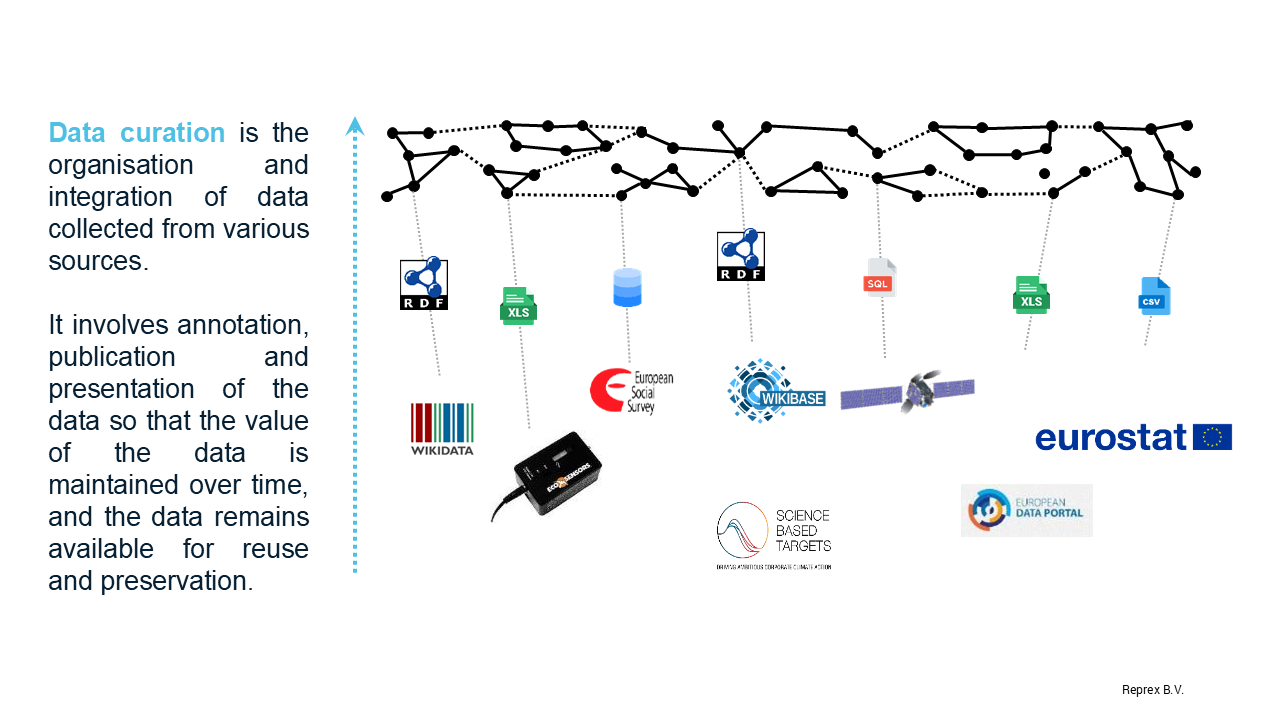 Data curation is the
organisation and
integration of data
collected from various
sources.
It involves annotation,
publication and
presentation of the
data so that the value
of the data is
maintained over time,
and the data remains
available for reuse
and preservation.
RDF
XLS
RDF
SQL
XLS
CSV
WIKIDATA
ECOSENSORS
European
Social
Survey
WIKIBASE
eurostat
SCIENCE
BASED
TARGETS
DRIVING AMBITIOUS CORPORATE CLIMATE ACTION
EUROPEAN
DATA PORTAL
Reprex B.V.